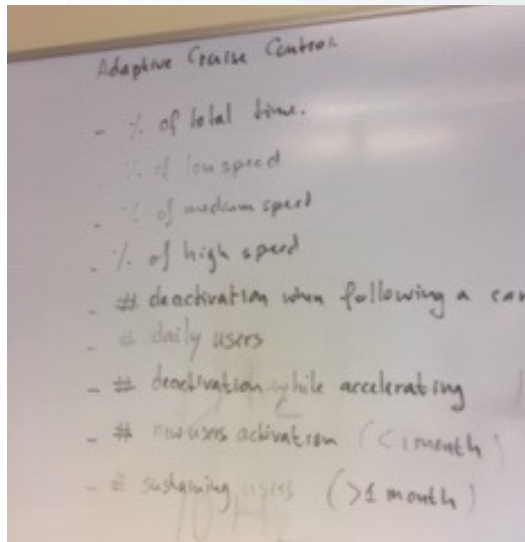 Adaptive Cruise Control
- % of total time.
% of low speed
- % of medium speed
- % of high speed
- # deactivation when following a car
- # daily users
- # deactivation while accelerating
- # new users activation (< 1 month)
- # sustaining users (>1 month)